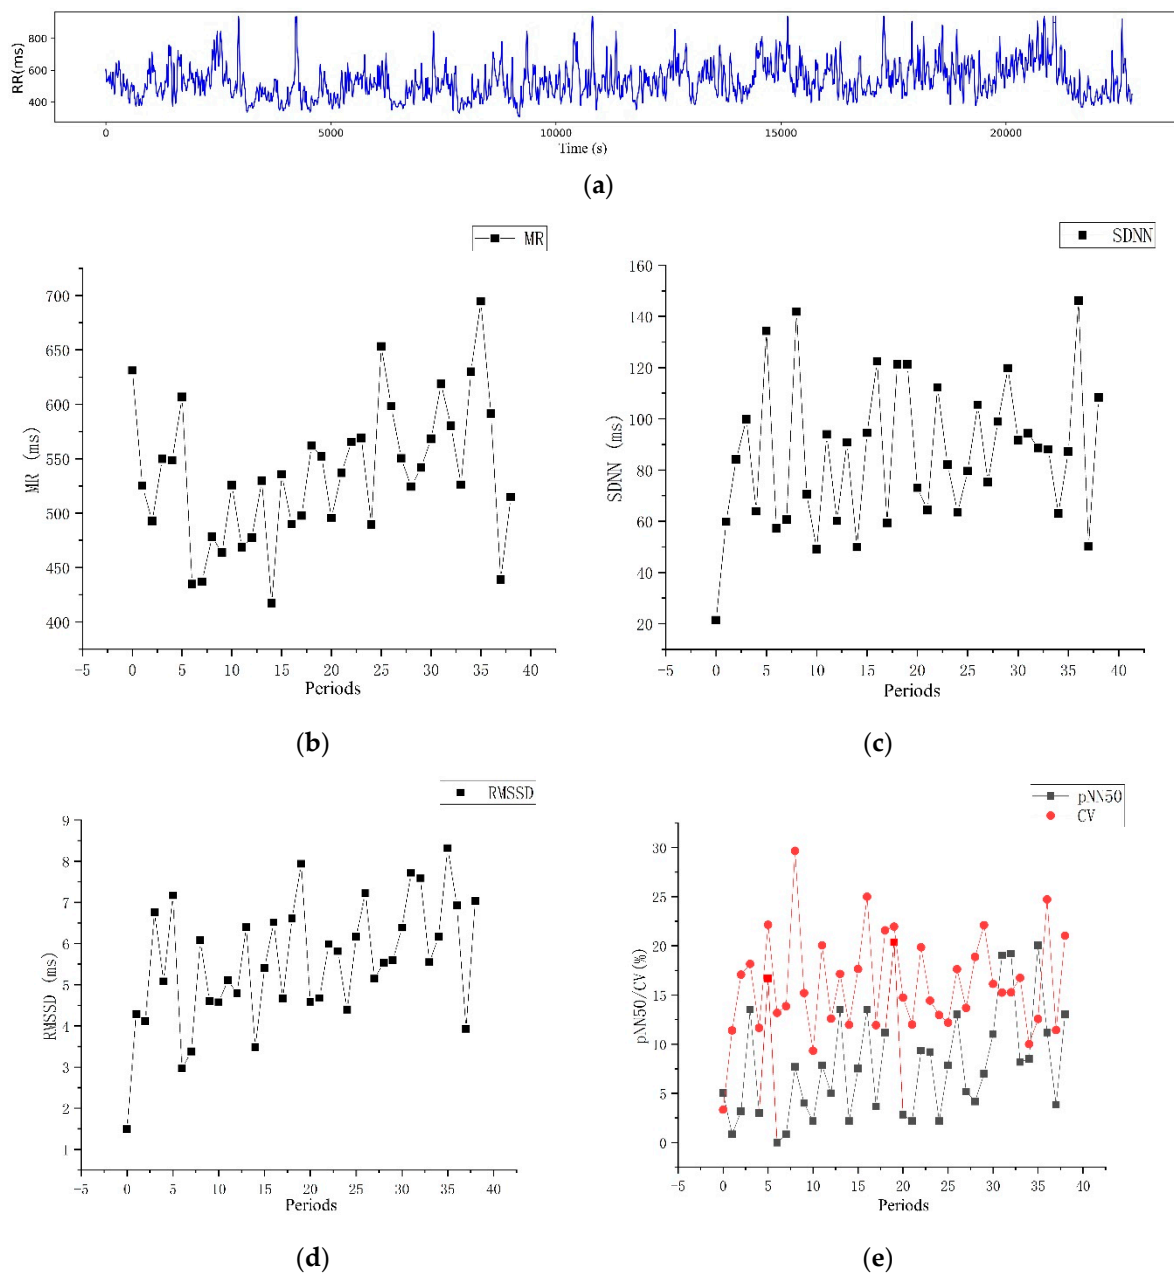 800
600
400
RR(ms)
0 5000 10000 15000 20000
Time (s)
(a)
MR
700
650
600
550
500
450
400
MR (ms)
-5 0 5 10 15 20 25 30 35 40
Periods
(b)
SDNN
160
140
120
100
80
60
40
20
SDNN (ms)
-5 0 5 10 15 20 25 30 35 40
Periods
(c)
RMSSD
9
8
7
6
5
4
3
2
1
RMSSD (ms)
-5 0 5 10 15 20 25 30 35 40
Periods
(d)
pNN50
CV
30
25
20
15
10
5
0
pNN50/CV(%)
-5 0 5 10 15 20 25 30 35 40
Periods
(e)